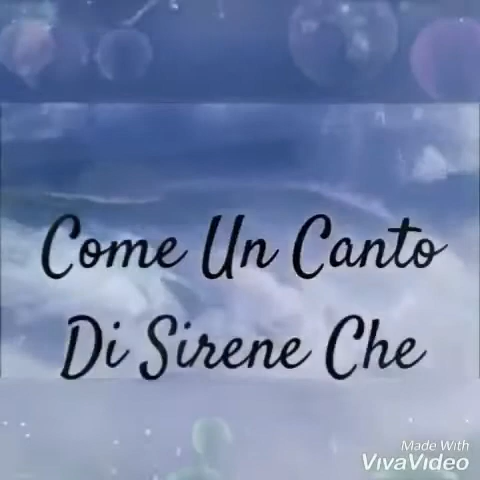 Come Un Canto
Di Sirene Che
Made With
VivaVideo